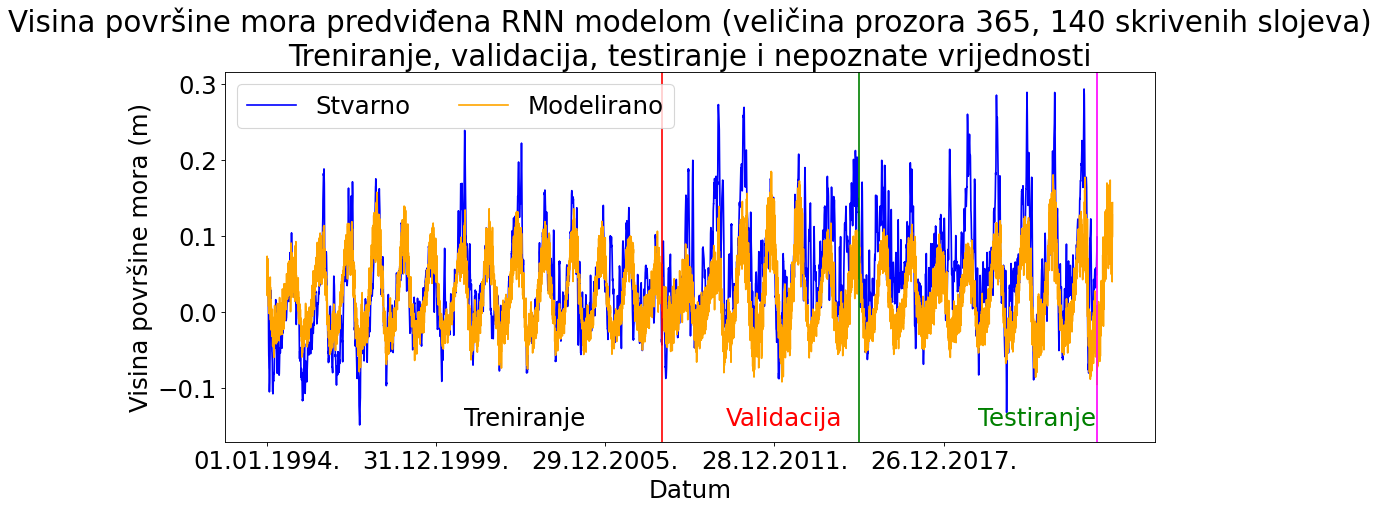 Visina površine mora predviđena RNN modelom (veličina prozora 365, 140 skrivenih slojeva)
Treniranje, validacija, testiranje i nepoznate vrijednosti
Stvarno
Modelirano
Visina površine mora (m)
0.3
0.2
0.1
0.0
−0.1
Treniranje
Validacija
Testiranje
01.01.1994.
31.12.1999.
29.12.2005.
28.12.2011.
26.12.2017.
Datum